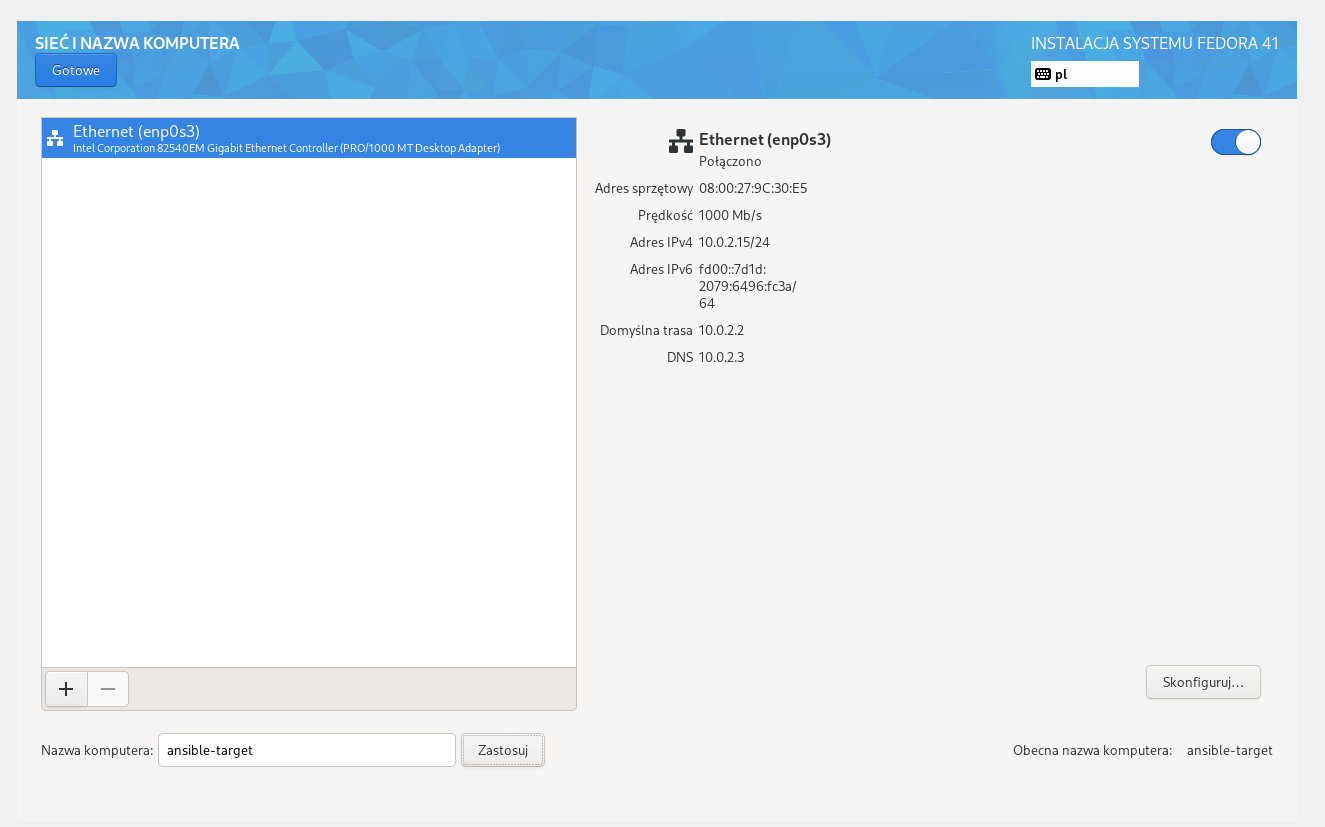 SIEĆ I NAZWA KOMPUTERA
INSTALACJA SYSTEMU FEDORA 41
Gotowe
pl
Ethernet (enp0s3)
Intel Corporation 82540EM Gigabit Ethernet Controller (PRO/1000 MT Desktop Adapter)
Ethernet (enp0s3)
Połączono
Adres sprzętowy 08:00:27:9C:30:E5
Prędkość 1000 Mb/s
Adres IPv4 10.0.2.15/24
Adres IPv6 fd00::7d1d:
2079:6496:fc3a/
64
Domyślna trasa 10.0.2.2
DNS 10.0.2.3
Skonfiguruj...
Nazwa komputera: ansible-target Zastosuj
Obecna nazwa komputera: ansible-target